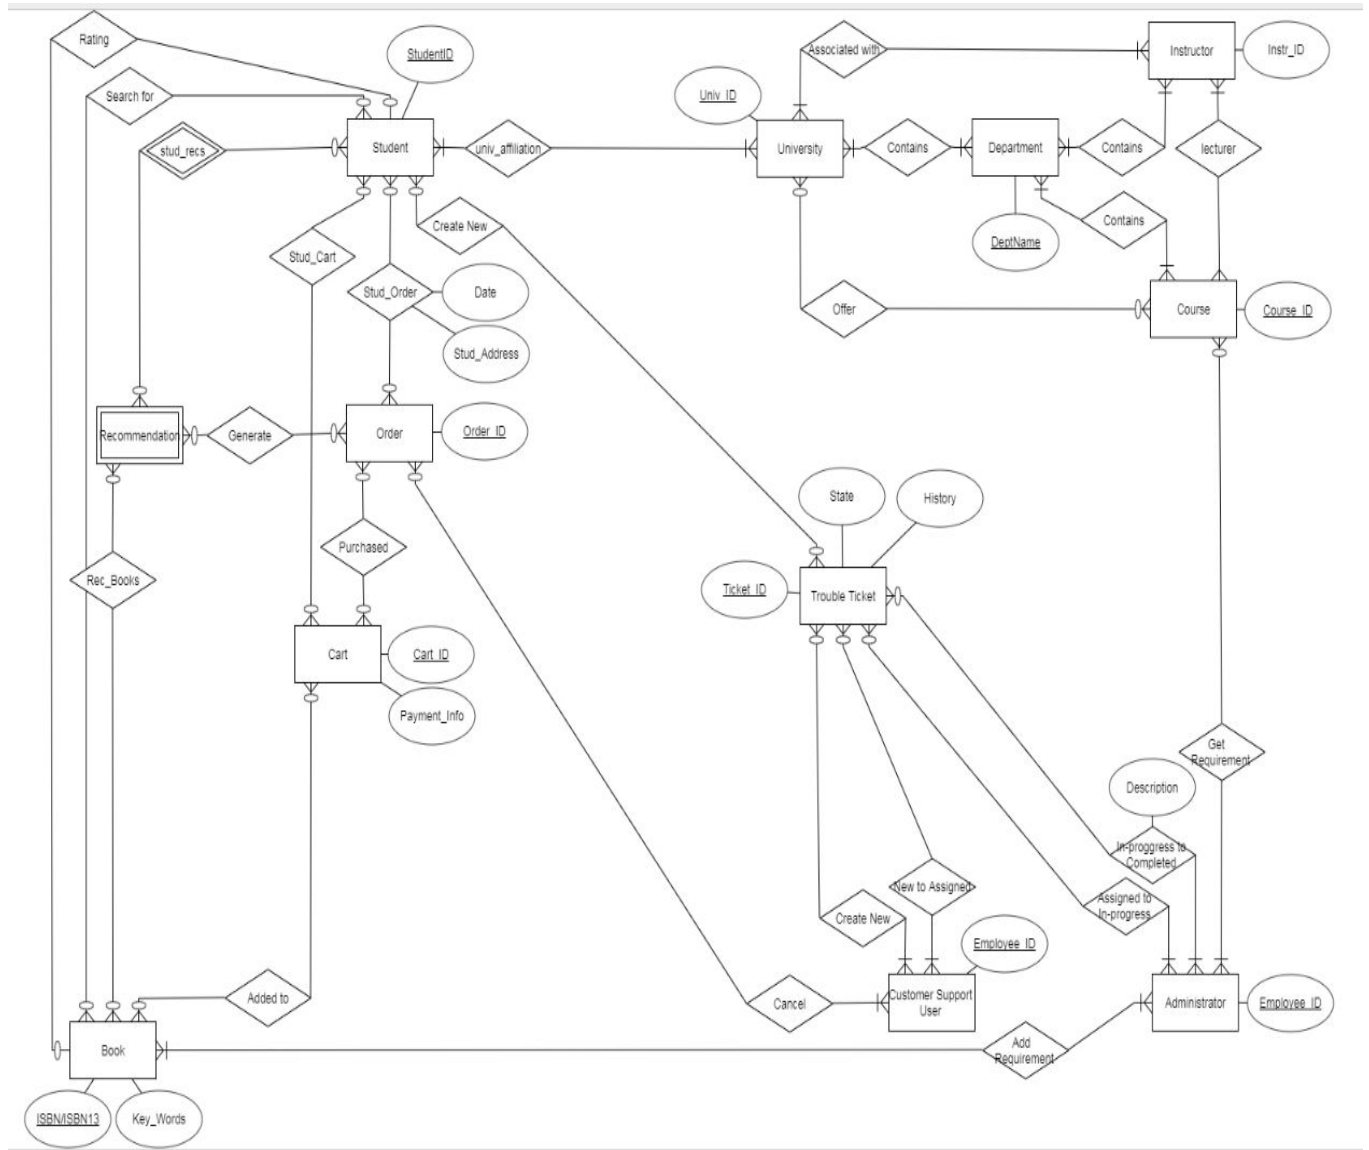 Rating
StudentID
Associated with
Instructor
Instr_ID
Search for
Univ_ID
stud_recs
Student
univ_affiliation
University
Contains
Department
Contains
lecturer
Create New
Contains
DeptName
Stud_Cart
Stud_Order
Date
Offer
Course
Course_ID
Stud_Address
Recommendation
Generate
Order
Order_ID
State
History
Purchased
Rec_Books
Ticket_ID
Trouble Ticket
Cart
Cart_ID
Payment_Info
Get
Requirement
Description
In-proggress to
Completed
New to Assigned
Assigned to
In-progress
Create New
Employee_ID
Added to
Cancel
Customer Support
User
Administrator
Employee_ID
Book
Add
Requirement
ISBN/ISBN13
Key_Words